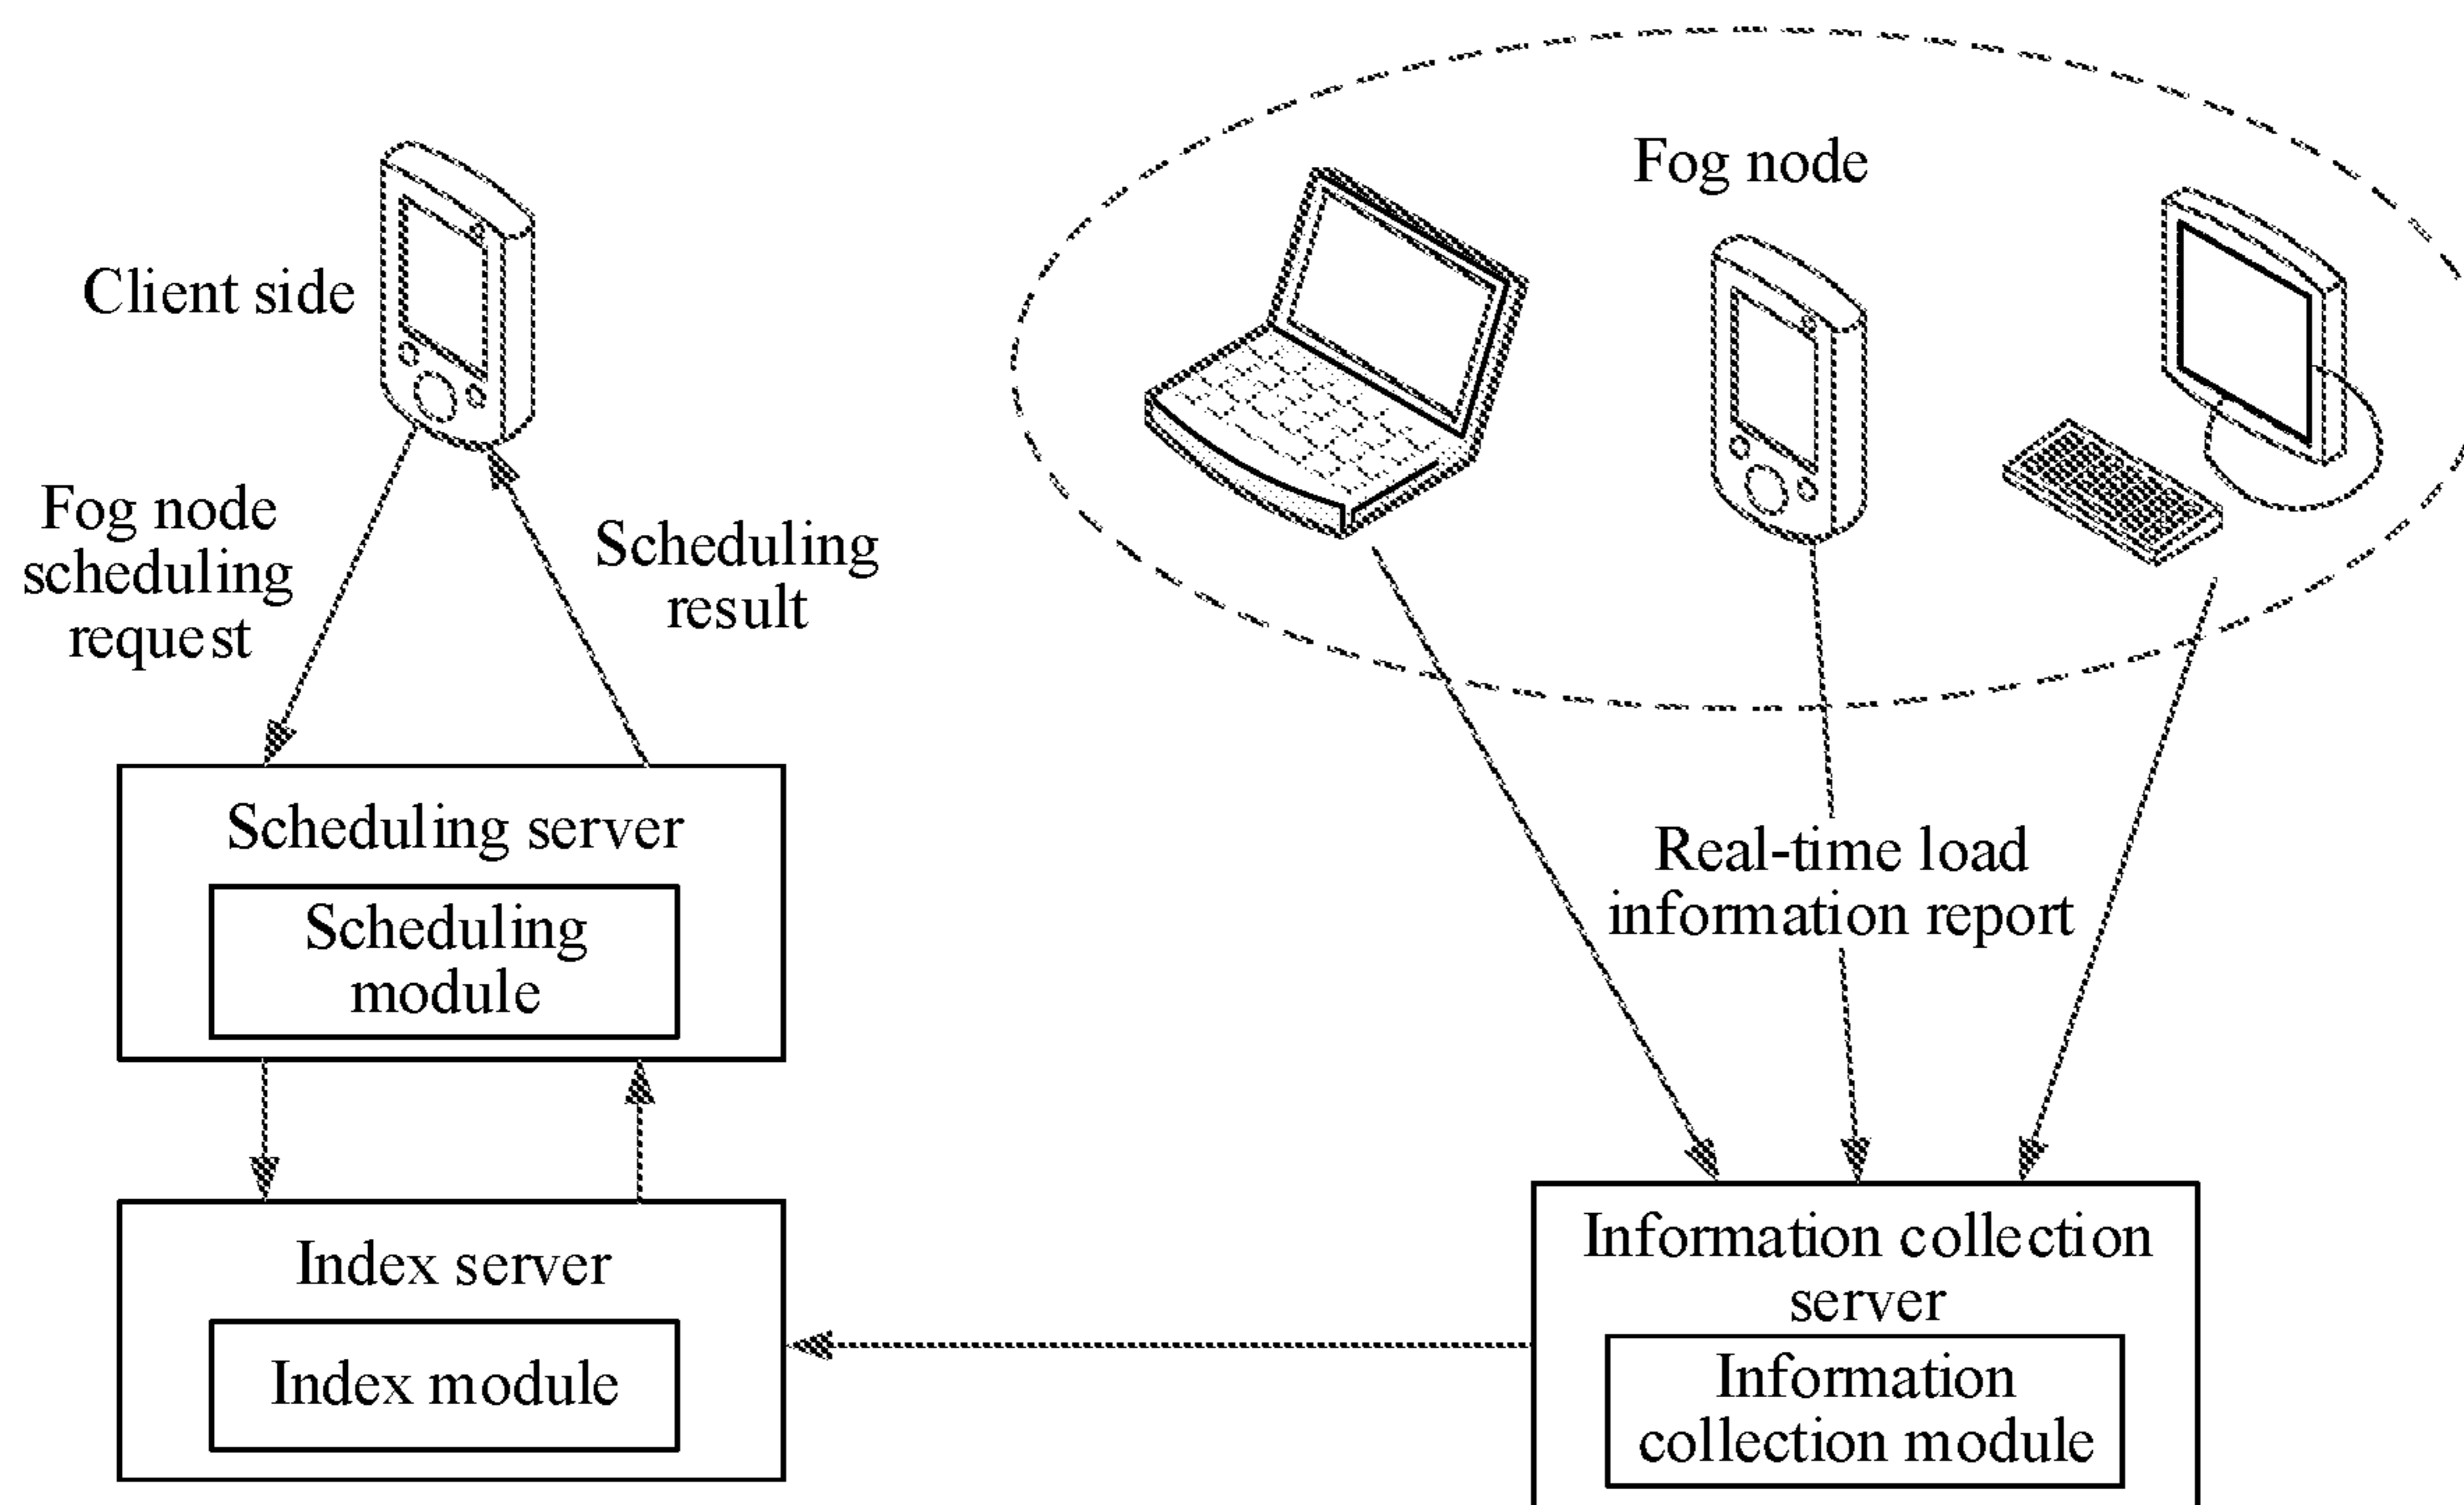 Client side
Fog node
scheduling
request
Scheduling
result
Scheduling server
Scheduling
module
Index server
Index module
Fog node
Real-time load
information report
Information collection
server
Information
collection module